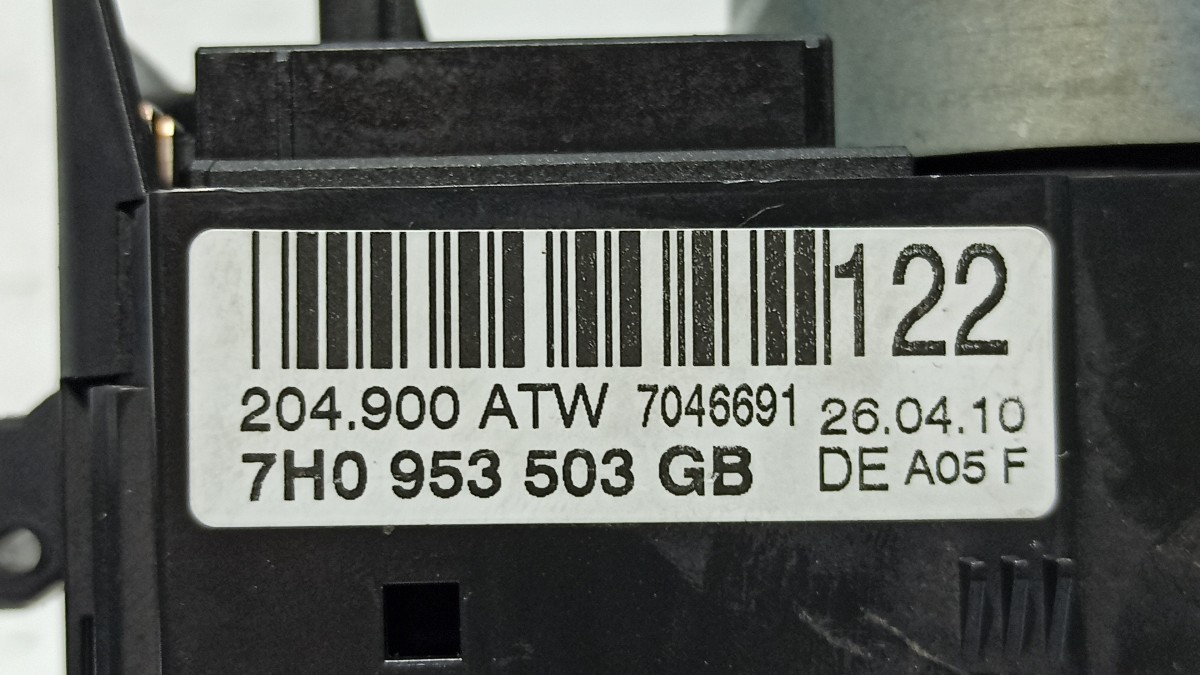 122
204.900 ATW 7046691 26.04.10
7H0 953 503 GB DE A05 F